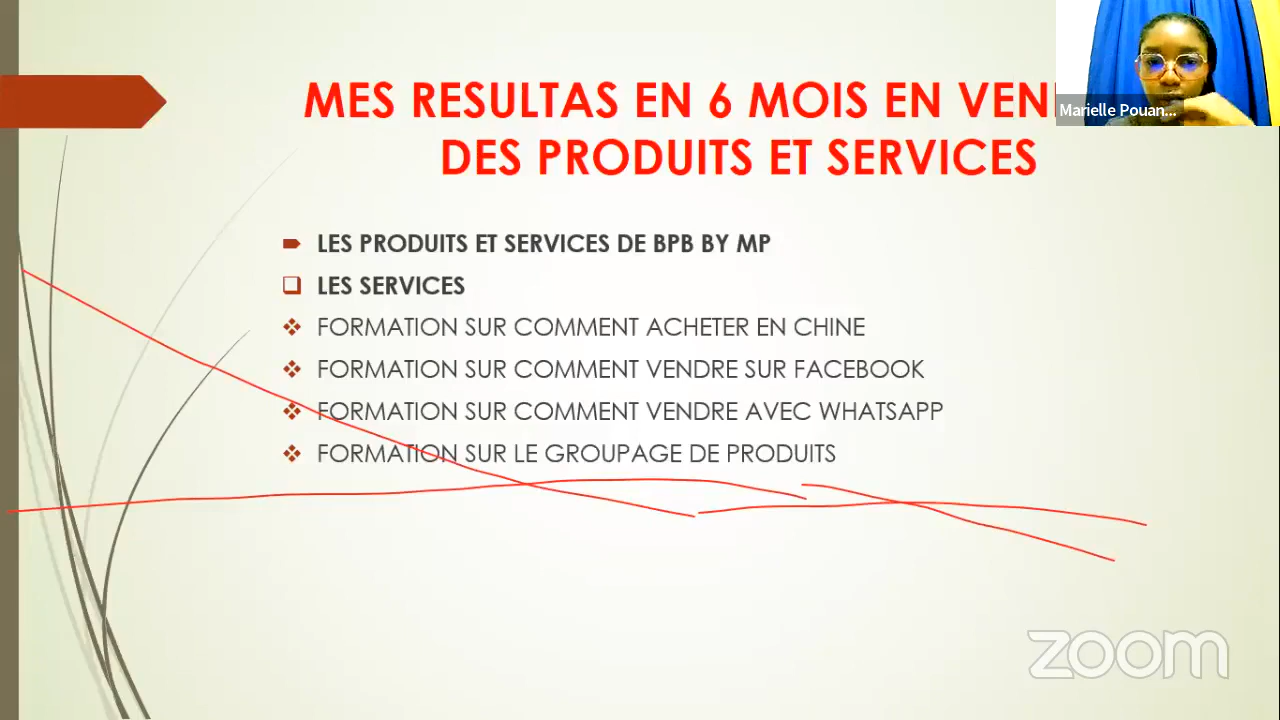 MES RESULTAS EN 6 MOIS EN VEN
DES PRODUITS ET SERVICES
Marielle Pouan...
LES PRODUITS ET SERVICES DE BPB BY MP
LES SERVICES
FORMATION SUR COMMENT ACHETER EN CHINE
FORMATION SUR COMMENT VENDRE SUR FACEBOOK
FORMATION SUR COMMENT VENDRE AVEC WHATSAPP
FORMATION SUR LE GROUPAGE DE PRODUITS
zoom